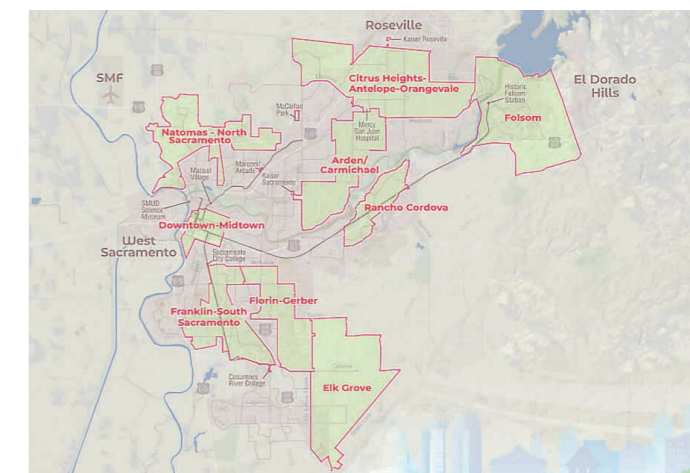 Roseville
Kaiser Roseville
SMF
Citrus Heights-
Antelope-Orangevale
El Dorado
Hills
Historic
Folsom
Station
Folsom
McClellan
Park
Mercy
San Juan
Hospital
Natomas - North
Sacramento
Marconi/
Arcade
Arden/
Carmichael
Kaiser
Sacramento
SMUD
Science
Museum
Rancho Cordova
Downtown-Midtown
West
Sacramento
Sacramento
City College
Florin-Gerber
Franklin-South
Sacramento
Cosumnes
River College
Elk Grove